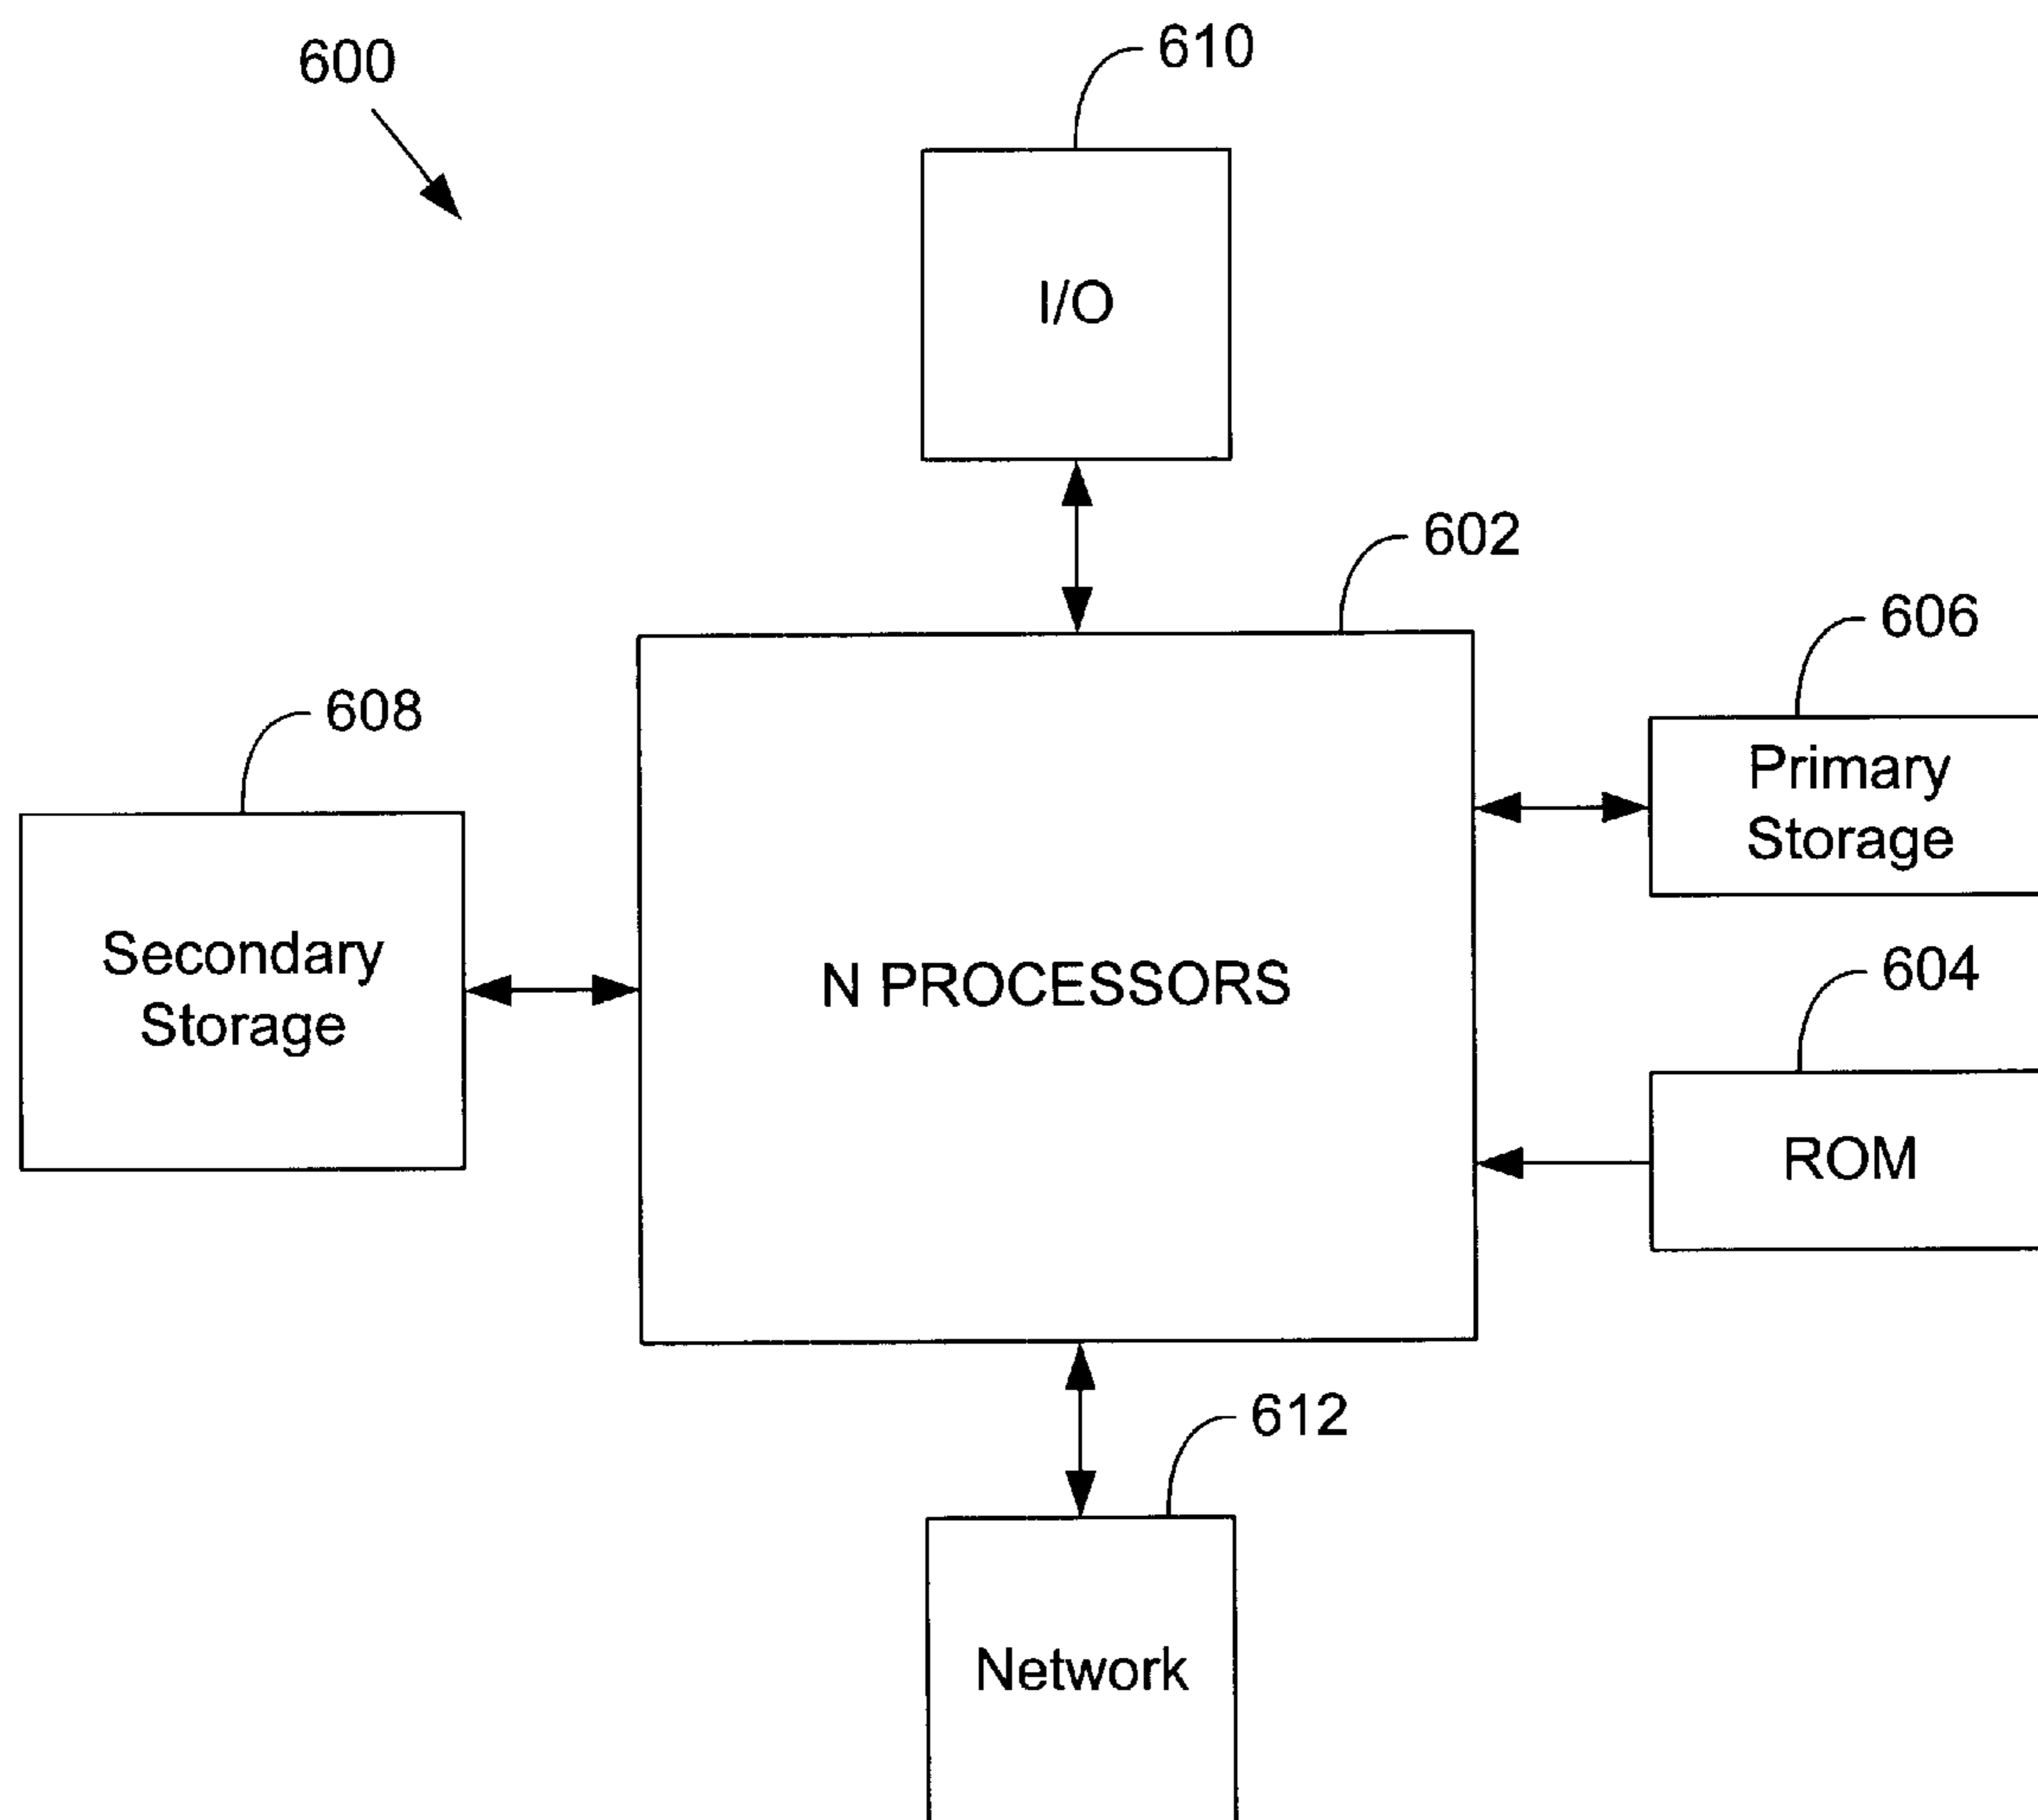 600
610
I/O
602
606
608
Primary
Storage
Secondary
Storage
N PROCESSORS
604
ROM
612
Network